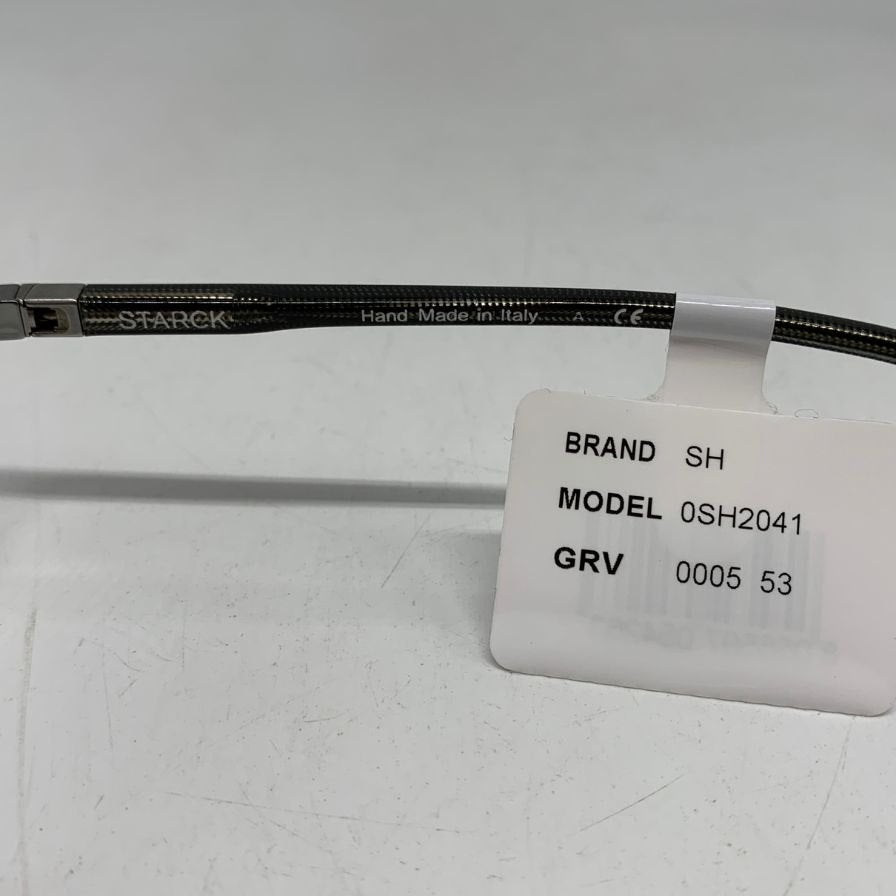 STARCK Hand Made in Italy A CE
BRAND SH
MODEL 0SH2041
GRV 0005 53